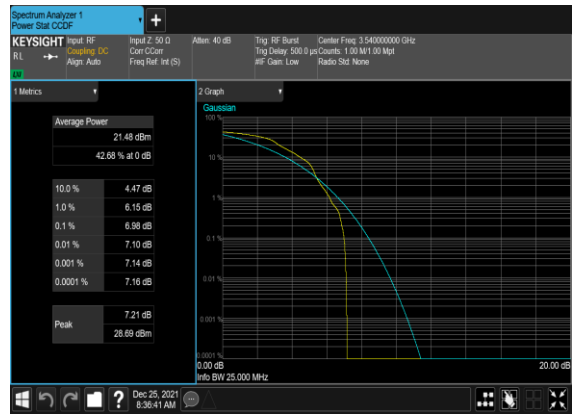 Spectrum Analyzer 1
Power Stat CCDF
+
KEYSIGHT Input: RF Input Z: 50 Ω Atten: 40 dB Trig: RF Burst Center Freq: 3.540000000 GHz
RL Coupling: DC Corr CCorr Trig Delay: 500.0 µs Counts: 1.00 M/1.00 Mpt
Align: Auto Freq Ref: Int (S) #IF Gain: Low Radio Std: None
LXI
1 Metrics
2 Graph
Average Power
21.48 dBm
42.68 % at 0 dB
10.0 % 4.47 dB
1.0 % 6.15 dB
0.1 % 6.98 dB
0.01 % 7.10 dB
0.001 % 7.14 dB
0.0001 % 7.16 dB
Peak 7.21 dB
28.69 dBm
Gaussian
100 %
10 %
1 %
0.1 %
0.01 %
0.001 %
0.0001 %
0.00 dB 20.00 dB
Info BW 25.000 MHz
? Dec 25, 2021
8:36:41 AM